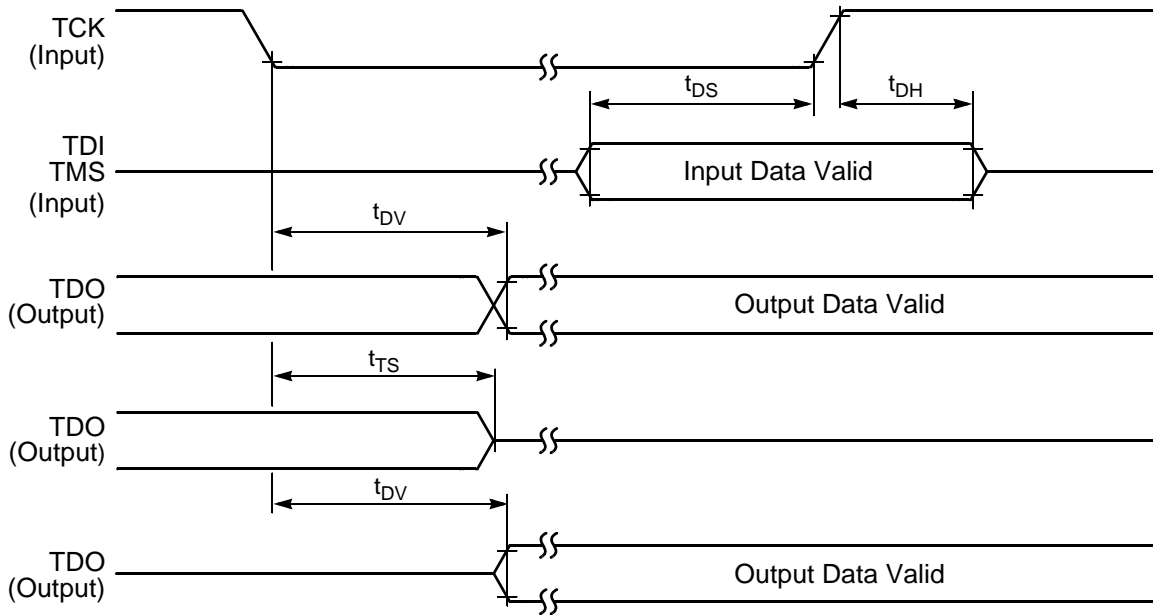 TCK
(Input)
tDS
tDH
TDI
TMS
(Input)
Input Data Valid
tDV
TDO
(Output)
Output Data Valid
tTS
TDO
(Output)
tDV
TDO
(Output)
Output Data Valid